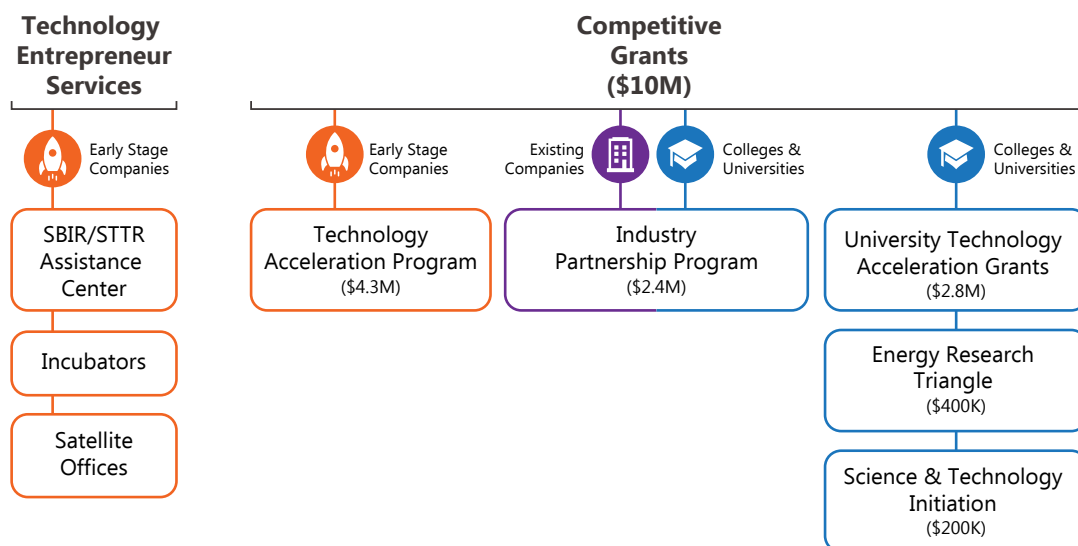 Technology
Entrepreneur
Services
Early Stage
Companies
SBIR/STTR
Assistance
Center
Incubators
Satellite
Offices
Competitive
Grants
($10M)
Early Stage
Companies
Technology
Acceleration Program
($4.3M)
Existing
Companies
Colleges &
Universities
Industry
Partnership Program
($2.4M)
Colleges &
Universities
University Technology
Acceleration Grants
($2.8M)
Energy Research
Triangle
($400K)
Science & Technology
Initiation
($200K)